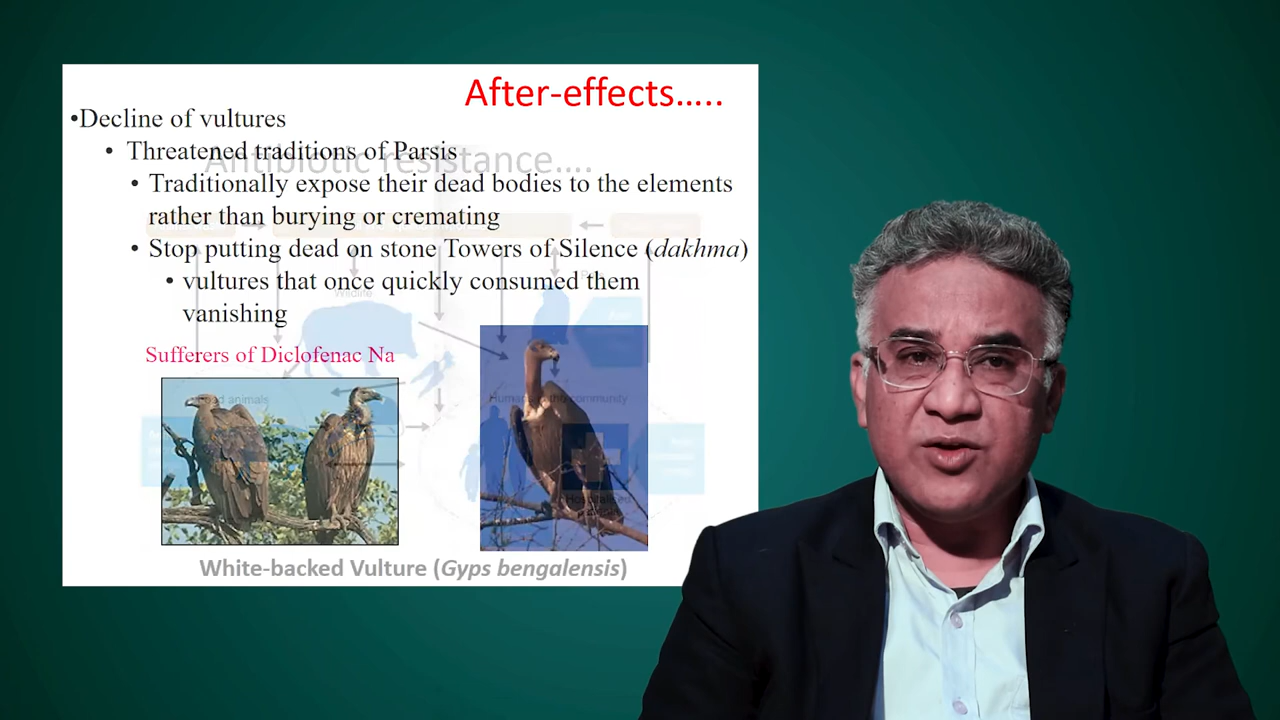 After-effects…..
•Decline of vultures
• Threatened traditions of Parsis
Antibiotic resistance….
• Traditionally expose their dead bodies to the elements
rather than burying or cremating
• Stop putting dead on stone Towers of Silence (dakhma)
• vultures that once quickly consumed them
vanishing
Sufferers of Diclofenac Na
White-backed Vulture (Gyps bengalensis)